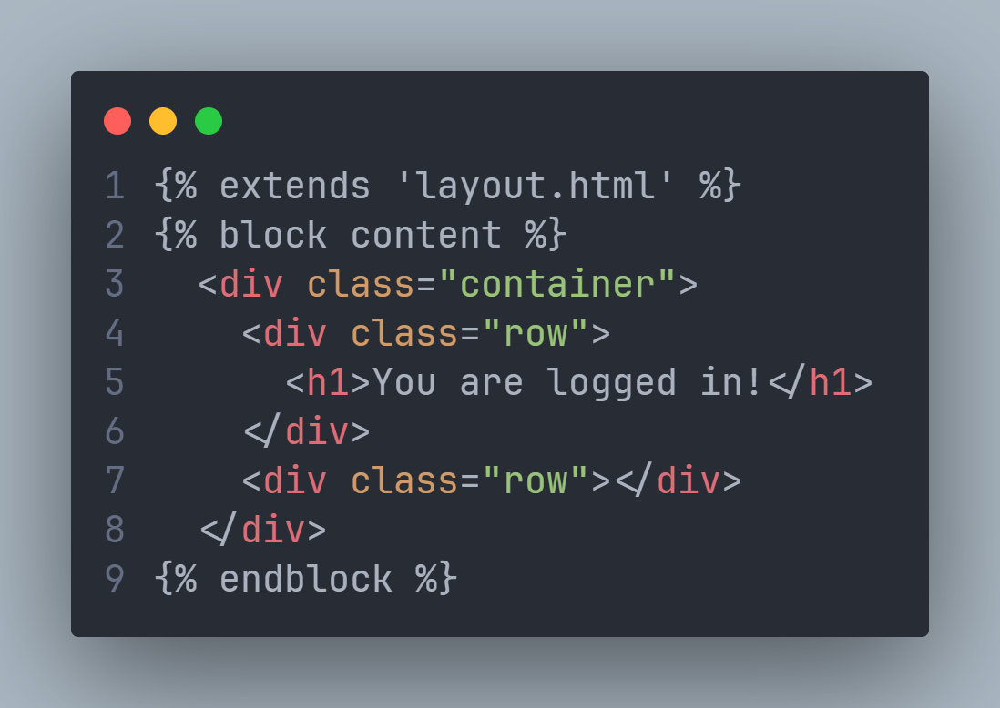 1 {% extends 'layout.html' %}
2 {% block content %}
3   <div class="container">
4     <div class="row">
5       <h1>You are logged in!</h1>
6     </div>
7     <div class="row"></div>
8   </div>
9 {% endblock %}